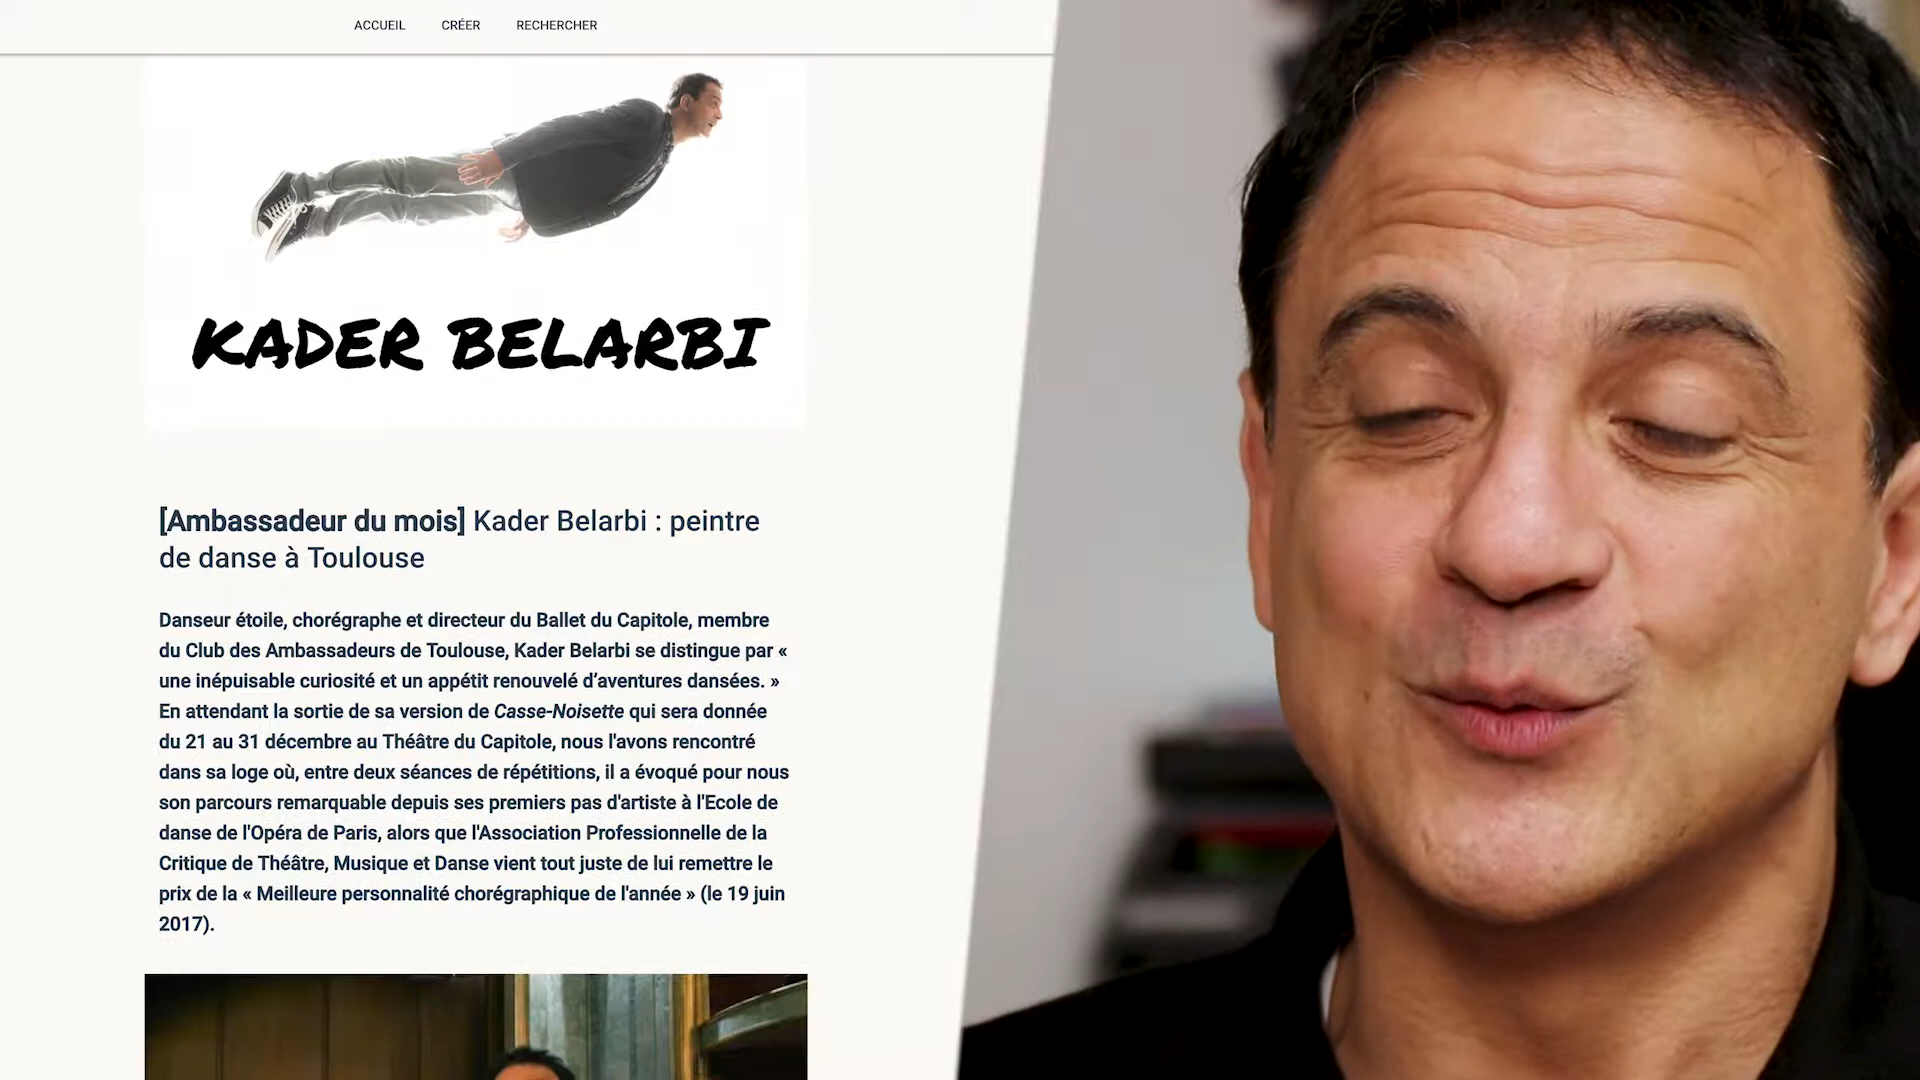 ACCUEIL CRÉER RECHERCHER
KADER BELARBI
[Ambassadeur du mois] Kader Belarbi : peintre
de danse à Toulouse
Danseur étoile, chorégraphe et directeur du Ballet du Capitole, membre
du Club des Ambassadeurs de Toulouse, Kader Belarbi se distingue par «
une inépuisable curiosité et un appétit renouvelé d’aventures dansées. »
En attendant la sortie de sa version de Casse-Noisette qui sera donnée
du 21 au 31 décembre au Théâtre du Capitole, nous l'avons rencontré
dans sa loge où, entre deux séances de répétitions, il a évoqué pour nous
son parcours remarquable depuis ses premiers pas d'artiste à l'Ecole de
danse de l'Opéra de Paris, alors que l'Association Professionnelle de la
Critique de Théâtre, Musique et Danse vient tout juste de lui remettre le
prix de la « Meilleure personnalité chorégraphique de l'année » (le 19 juin
2017).